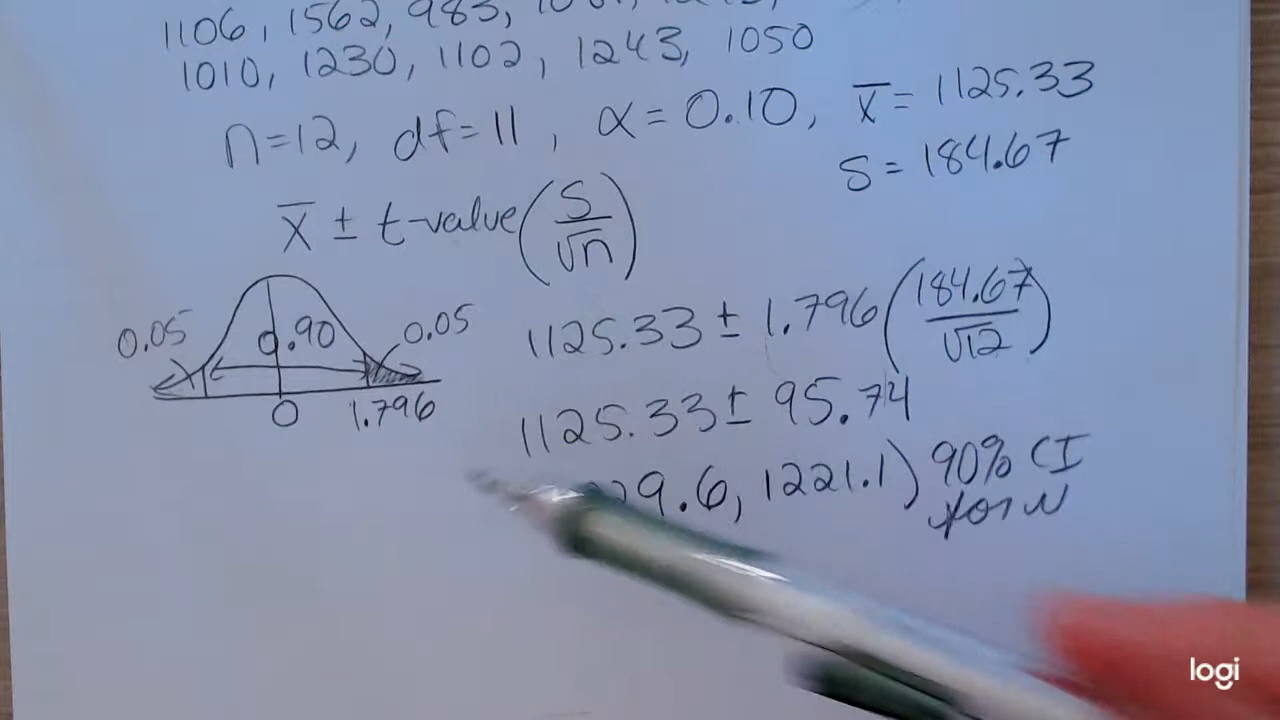 1106, 1562, 983,
1010, 1230, 1102, 1243, 1050
n=12, df=11, α=0.10, x̄= 1125.33
S= 184.67
x̄ ± t-value(S/√n)
0.05 0.90 0.05
0 1.796
1125.33 ± 1.796(184.67/√12)
1125.33 ± 95.74
29.6, 1221.1) 90% CI
for μ
logi